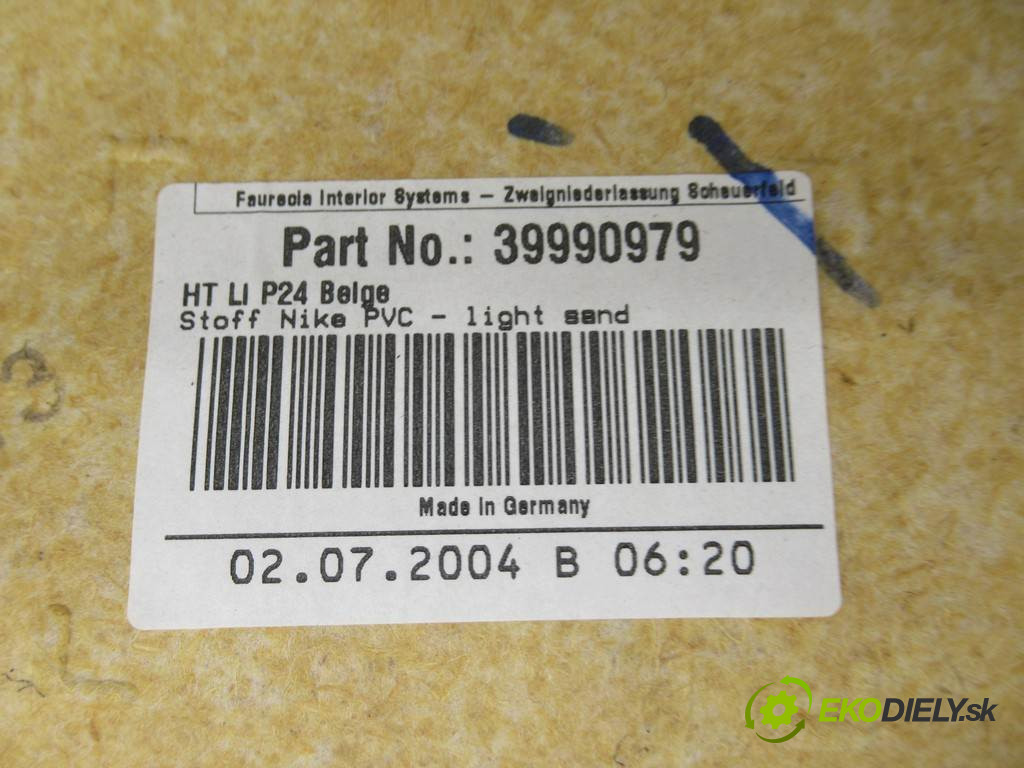 Faurecia Interior Systems – Zweigniederlassung Scheuerfeld
Part No.: 39990979
HT LI P24 Beige
Stoff Nike PVC - light sand
Made in Germany
02.07.2004 B 06:20
EKODIELY.sk